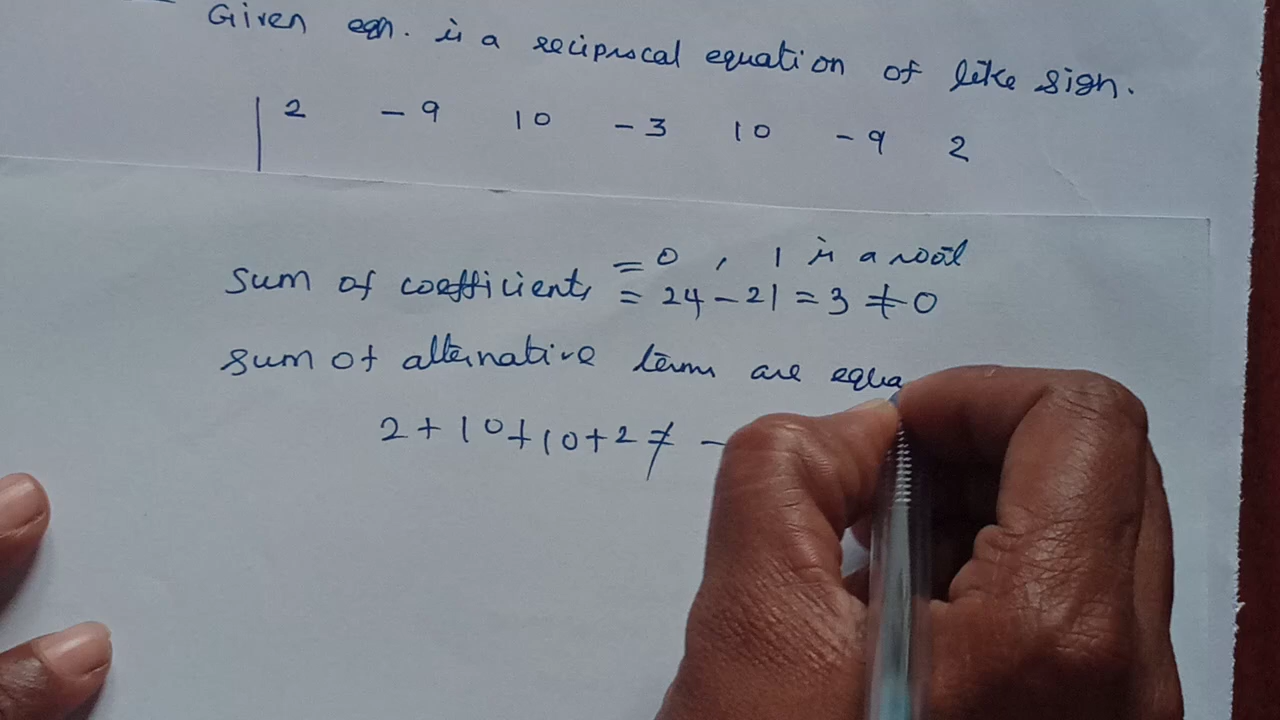 Given eqn. is a reciprocal equation of like sign.
2 -9 10 -3 10 -9 2
= 0 , 1 is a root
Sum of coefficients = 24 - 21 = 3 ≠ 0
sum of alternative terms are equa
2 + 10 + 10 + 2 ≠ -